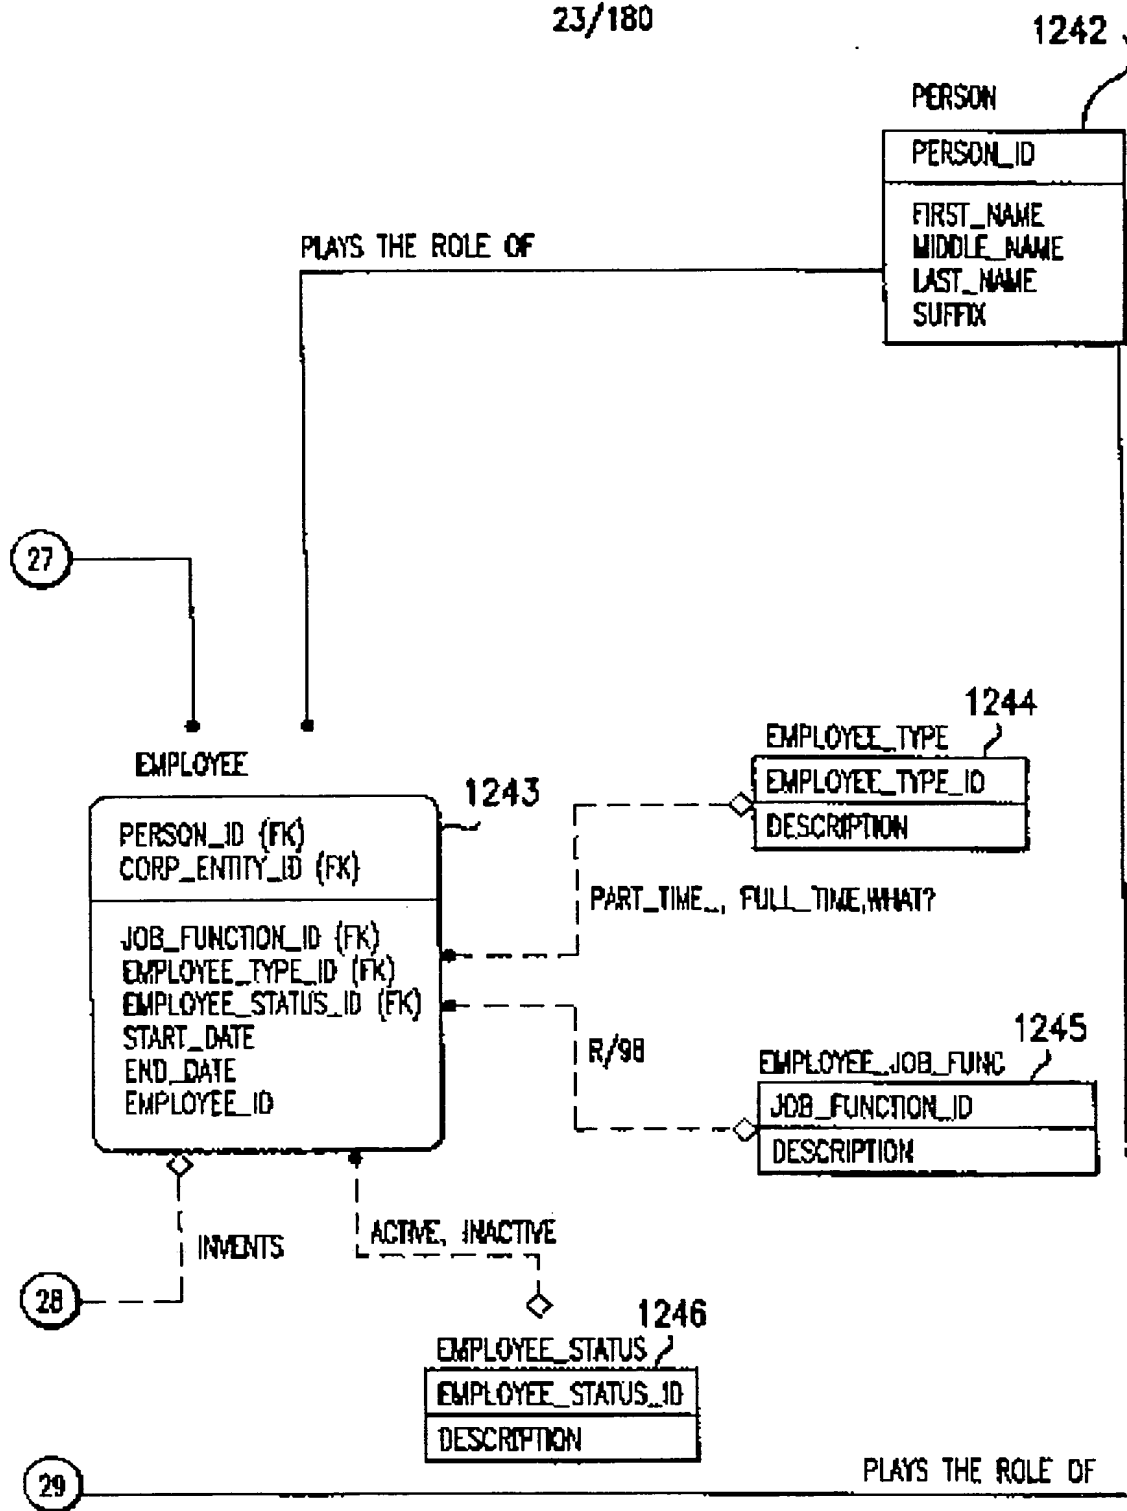 23/180
1242
PERSON
PERSON_ID
FIRST_NAME
MIDDLE_NAME
LAST_NAME
SUFFIX
PLAYS THE ROLE OF
27
EMPLOYEE
1243
PERSON_ID (FK)
CORP_ENTITY_ID (FK)
JOB_FUNCTION_ID (FK)
EMPLOYEE_TYPE_ID (FK)
EMPLOYEE_STATUS_ID (FK)
START_DATE
END_DATE
EMPLOYEE_ID
1244
EMPLOYEE_TYPE
EMPLOYEE_TYPE_ID
DESCRIPTION
PART_TIME_, FULL_TIME,WHAT?
R/98
1245
EMPLOYEE_JOB_FUNC
JOB_FUNCTION_ID
DESCRIPTION
INVENTS
ACTIVE, INACTIVE
28
1246
EMPLOYEE_STATUS
EMPLOYEE_STATUS_ID
DESCRIPTION
29
PLAYS THE ROLE OF